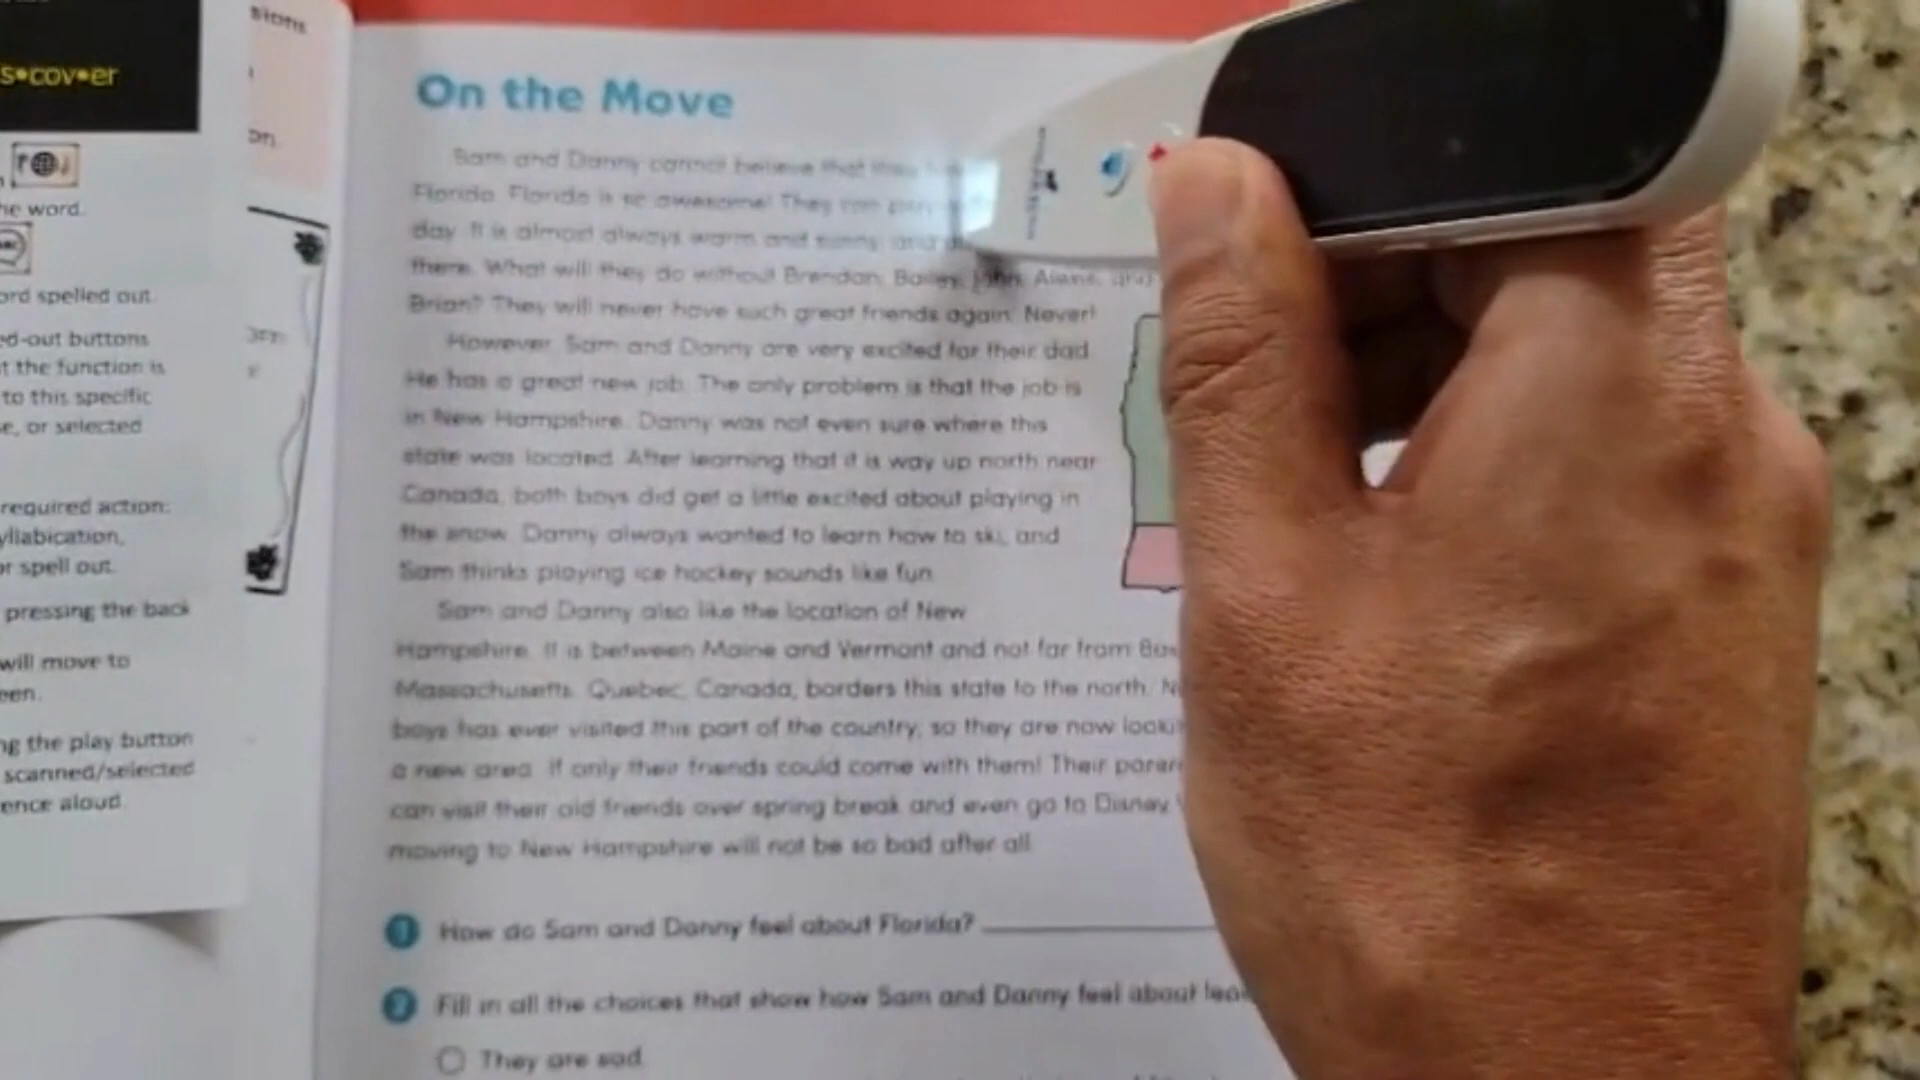 s•cov•er
he word.
ord spelled out.
ed-out buttons
t the function is
to this specific
se, or selected
required action:
yllabication,
or spell out.
pressing the back
will move to
een.
ng the play button
scanned/selected
ence aloud.
sions
on.
On the Move
Sam and Danny cannot believe that they
Florida. Florida is so awesome! They can play
day. It is almost always warm and sunny, and
there. What will they do without Brendan, Bailey, John, Alexis, and
Brian? They will never have such great friends again. Never!
However, Sam and Danny are very excited for their dad.
He has a great new job. The only problem is that the job is
in New Hampshire. Danny was not even sure where this
state was located. After learning that it is way up north near
Canada, both boys did get a little excited about playing in
the snow. Danny always wanted to learn how to ski, and
Sam thinks playing ice hockey sounds like fun.
Sam and Danny also like the location of New
Hampshire. It is between Maine and Vermont and not far from Bos
Massachusetts. Quebec, Canada, borders this state to the north. N
boys has ever visited this part of the country, so they are now looki
a new area. If only their friends could come with them! Their paren
can visit their old friends over spring break and even go to Disney
moving to New Hampshire will not be so bad after all.
1 How do Sam and Danny feel about Florida?
2 Fill in all the choices that show how Sam and Danny feel about lea
They are sad.